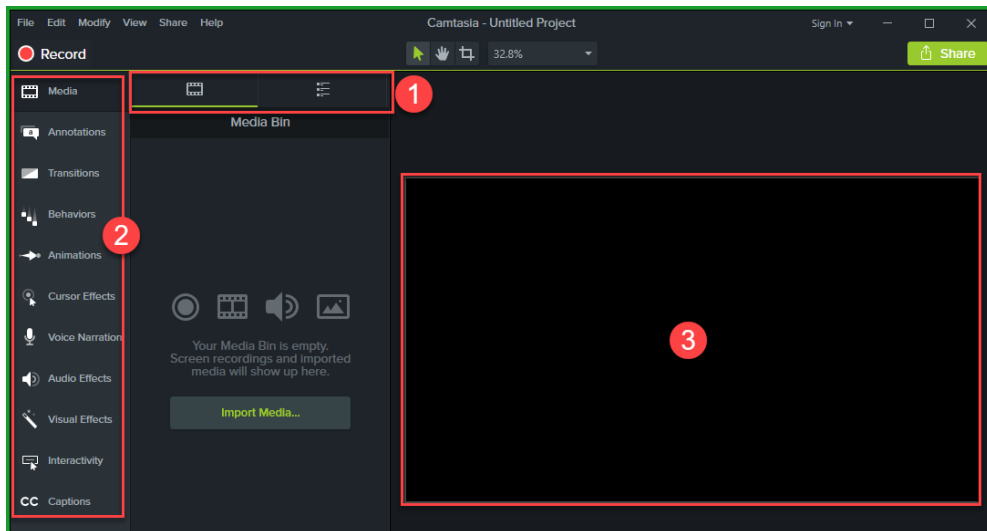 File Edit Modify View Share Help
Camtasia - Untitled Project
Sign In
Record
32.8%
Share
Media
1
Annotations
Media Bin
Transitions
Behaviors
2
Animations
Cursor Effects
Voice Narration
Your Media Bin is empty.
Screen recordings and imported
media will show up here.
3
Audio Effects
Import Media...
Visual Effects
Interactivity
CC Captions